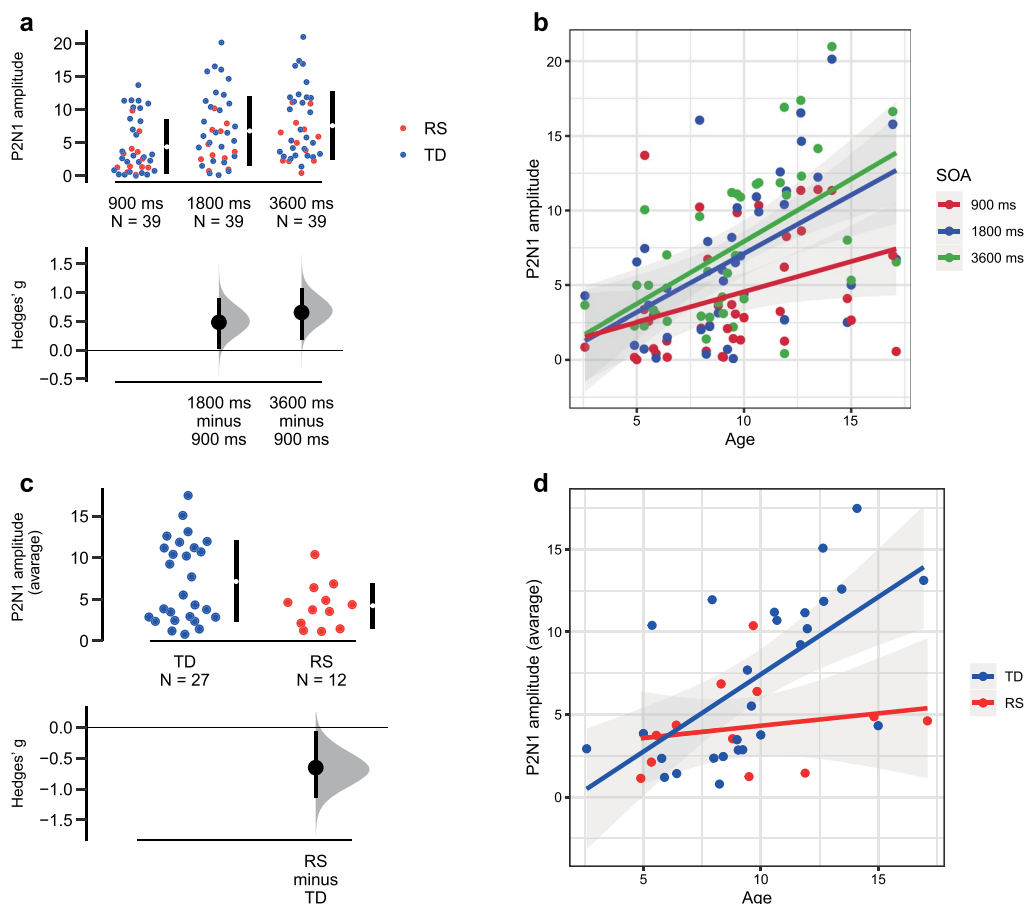 a
P2N1 amplitude
20
15
10
5
0
900 ms
N = 39
1800 ms
N = 39
3600 ms
N = 39
RS
TD
Hedges' g
1.5
1.0
0.5
0.0
−0.5
1800 ms
minus
900 ms
3600 ms
minus
900 ms
b
P2N1 amplitude
20
15
10
5
0
5
10
15
Age
SOA
900 ms
1800 ms
3600 ms
c
P2N1 amplitude
(avarage)
15
10
5
0
TD
N = 27
RS
N = 12
Hedges' g
0.0
−0.5
−1.0
−1.5
RS
minus
TD
d
P2N1 amplitude (avarage)
15
10
5
0
5
10
15
Age
TD
RS